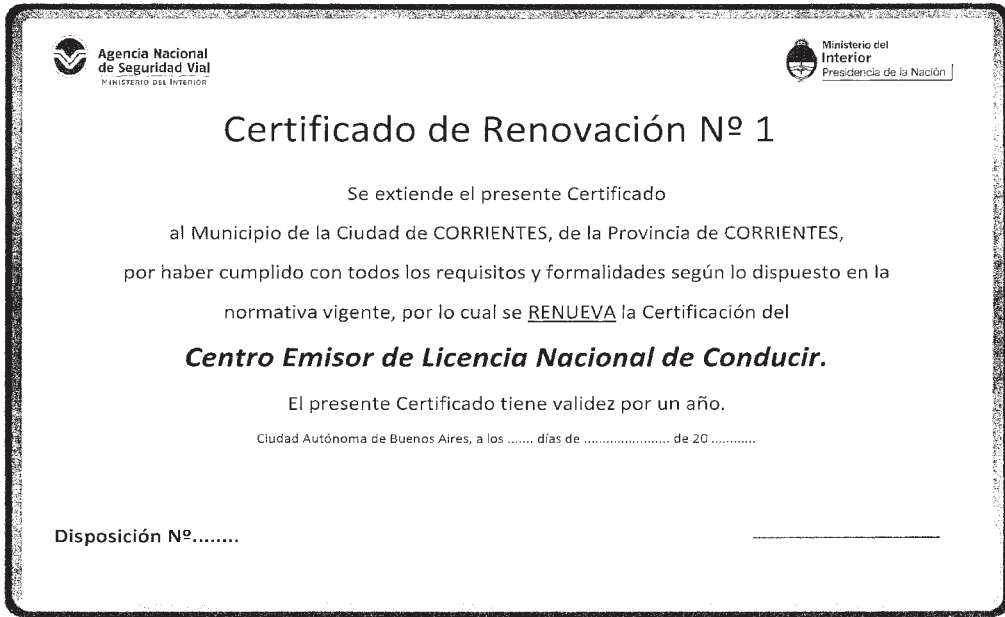 Agencia Nacional
de Seguridad Vial
MINISTERIO DEL INTERIOR
Ministerio del
Interior
Presidencia de la Nación
Certificado de Renovación Nº 1
Se extiende el presente Certificado
al Municipio de la Ciudad de CORRIENTES, de la Provincia de CORRIENTES,
por haber cumplido con todos los requisitos y formalidades según lo dispuesto en la
normativa vigente, por lo cual se RENUEVA la Certificación del
Centro Emisor de Licencia Nacional de Conducir.
El presente Certificado tiene validez por un año.
Ciudad Autónoma de Buenos Aires, a los ....... días de ....................... de 20 ............
Disposición Nº........